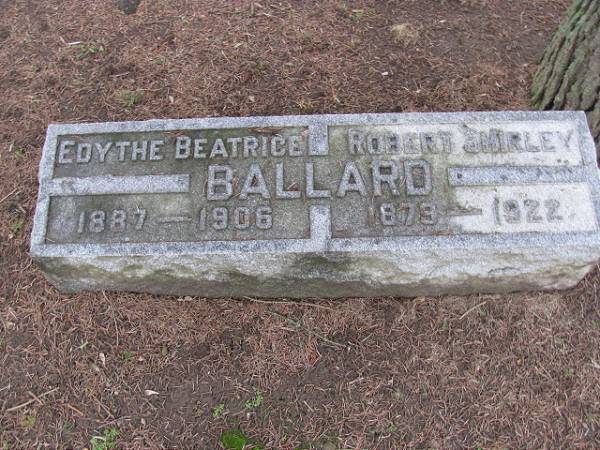 EDYTHE BEATRICE
ROBERT SHIRLEY
BALLARD
1887 — 1906
1879 — 1922